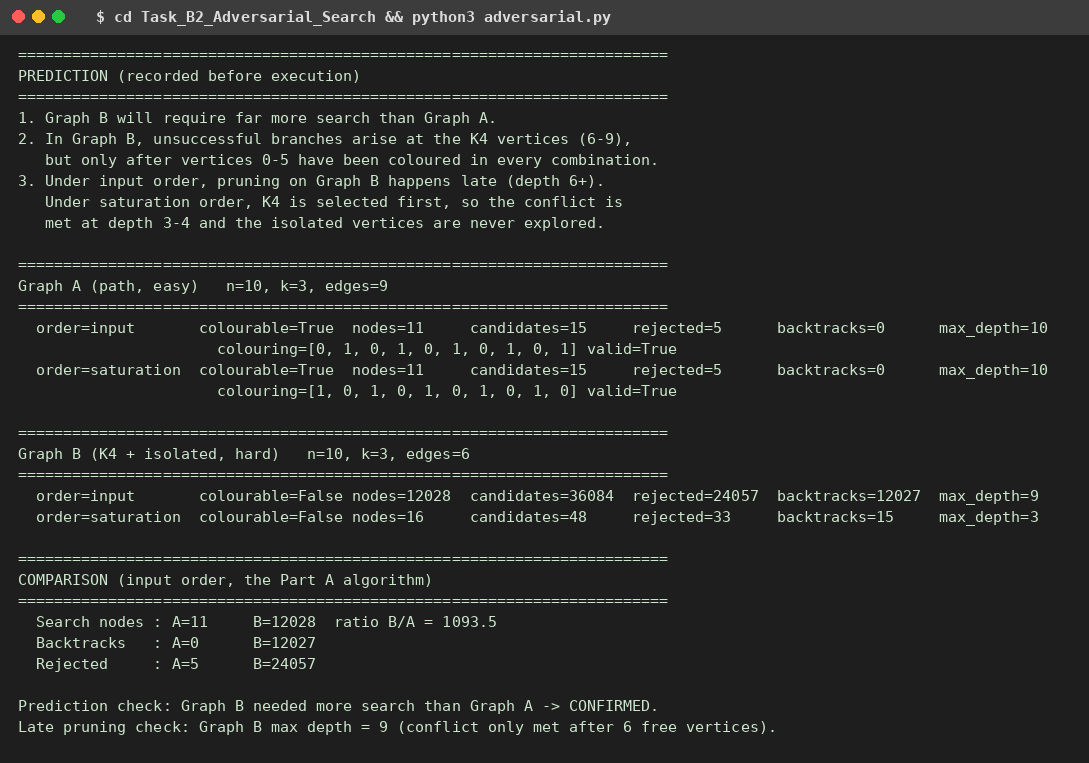 $ cd Task_B2_Adversarial_Search && python3 adversarial.py
========================================================================
PREDICTION (recorded before execution)
========================================================================
1. Graph B will require far more search than Graph A.
2. In Graph B, unsuccessful branches arise at the K4 vertices (6-9),
   but only after vertices 0-5 have been coloured in every combination.
3. Under input order, pruning on Graph B happens late (depth 6+).
   Under saturation order, K4 is selected first, so the conflict is
   met at depth 3-4 and the isolated vertices are never explored.
========================================================================
Graph A (path, easy)   n=10, k=3, edges=9
========================================================================
  order=input       colourable=True  nodes=11     candidates=15     rejected=5      backtracks=0      max_depth=10
                      colouring=[0, 1, 0, 1, 0, 1, 0, 1, 0, 1] valid=True
  order=saturation  colourable=True  nodes=11     candidates=15     rejected=5      backtracks=0      max_depth=10
                      colouring=[1, 0, 1, 0, 1, 0, 1, 0, 1, 0] valid=True
========================================================================
Graph B (K4 + isolated, hard)   n=10, k=3, edges=6
========================================================================
  order=input       colourable=False nodes=12028  candidates=36084  rejected=24057  backtracks=12027  max_depth=9
  order=saturation  colourable=False nodes=16     candidates=48     rejected=33     backtracks=15     max_depth=3
========================================================================
COMPARISON (input order, the Part A algorithm)
========================================================================
  Search nodes : A=11     B=12028  ratio B/A = 1093.5
  Backtracks   : A=0      B=12027
  Rejected     : A=5      B=24057
Prediction check: Graph B needed more search than Graph A -> CONFIRMED.
Late pruning check: Graph B max depth = 9 (conflict only met after 6 free vertices).